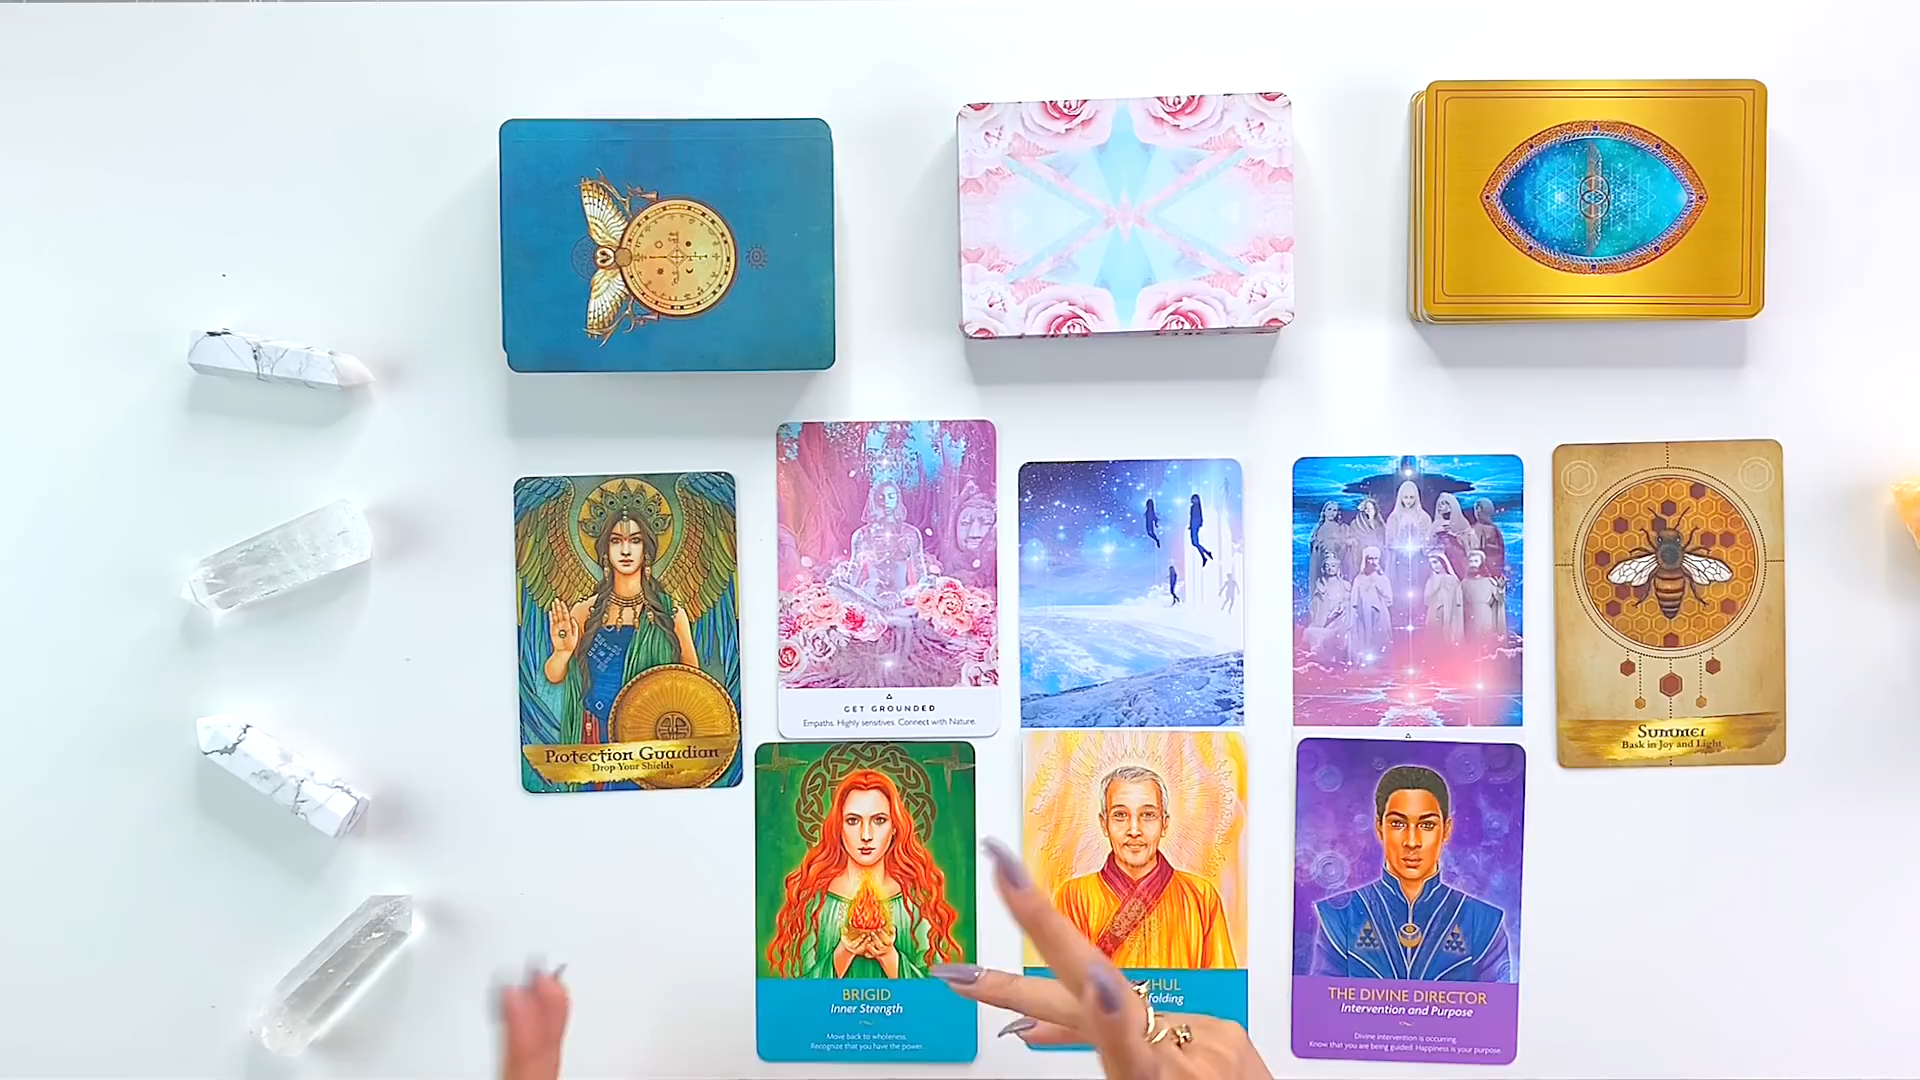 Protection Guardian
Drop Your Shields
GET GROUNDED
Empaths. Highly sensitives. Connect with Nature.
Summer
Bask in Joy and Light
BRIGID
Inner Strength
Move back to wholeness.
Recognize that you have the power.
HUL
folding
THE DIVINE DIRECTOR
Intervention and Purpose
Divine intervention is occurring.
Know that you are being guided. Happiness is your purpose.